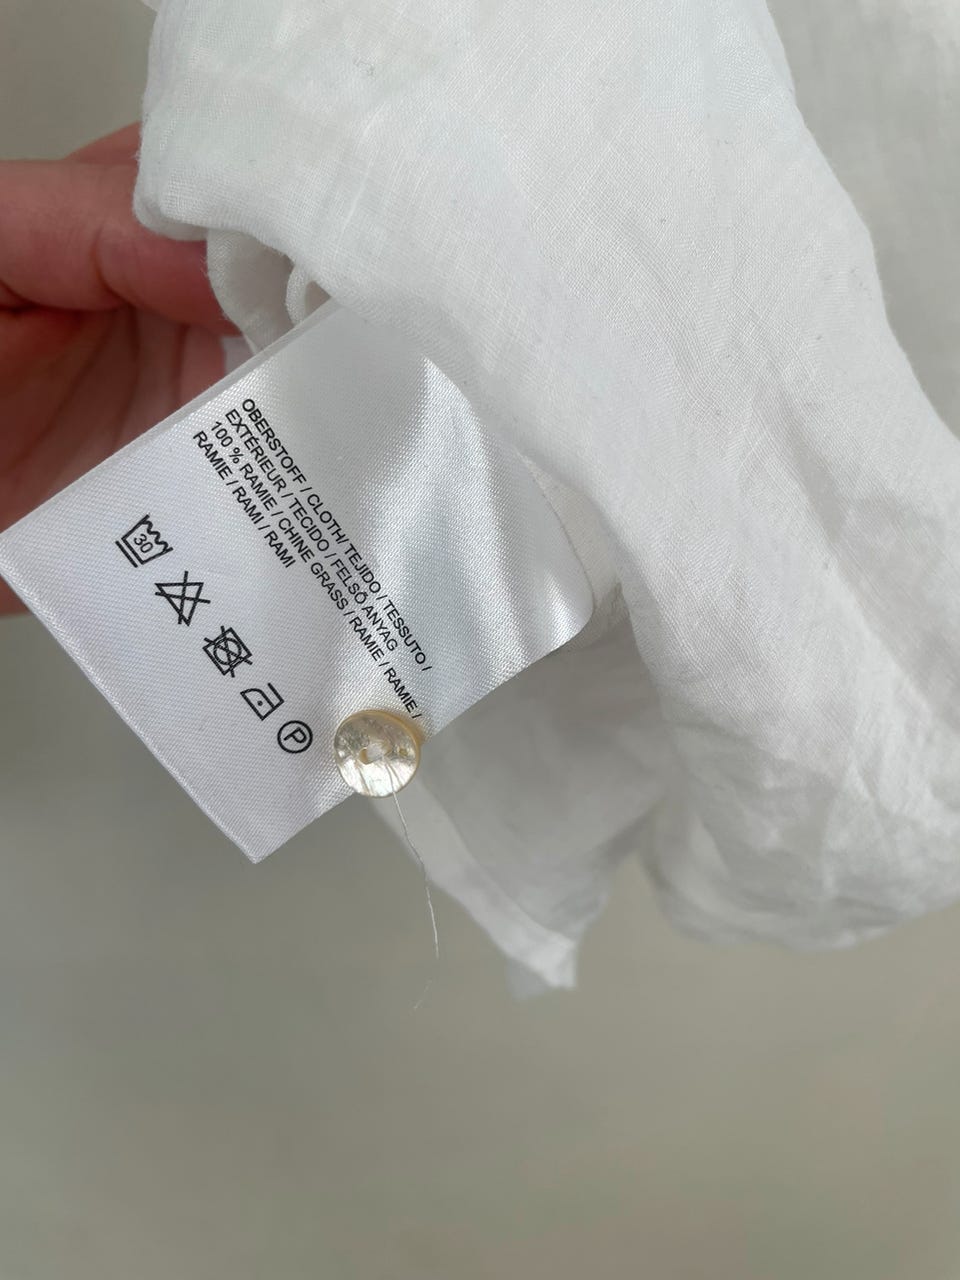 OBERSTOFF / CLOTH/ TEJIDO / TESSUTO /
EXTÉRIEUR / TECIDO / FELSŐ ANYAG
100 % RAMIE / CHINE GRASS / RAMIE / RAMIE /
RAMIE / RAMI / RAMI
30
P